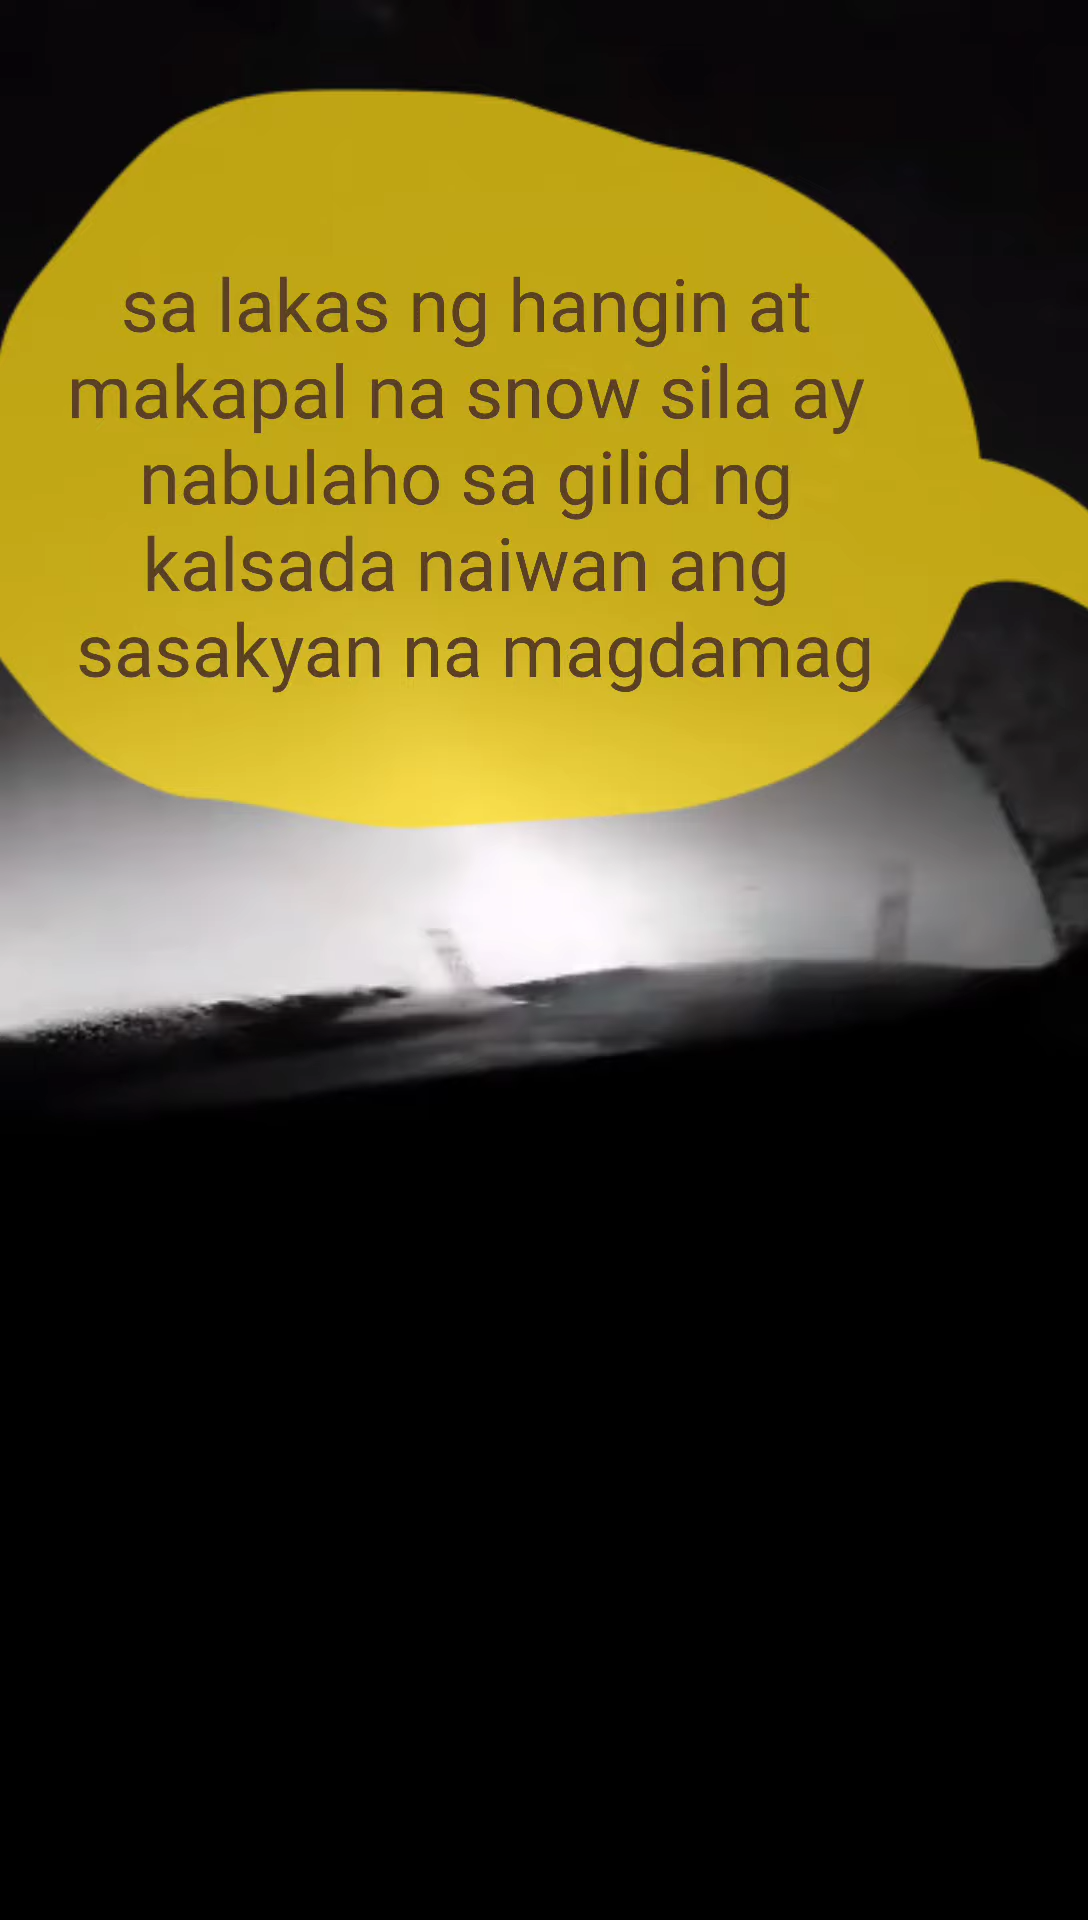 sa lakas ng hangin at
makapal na snow sila ay
nabulaho sa gilid ng
kalsada naiwan ang
sasakyan na magdamag